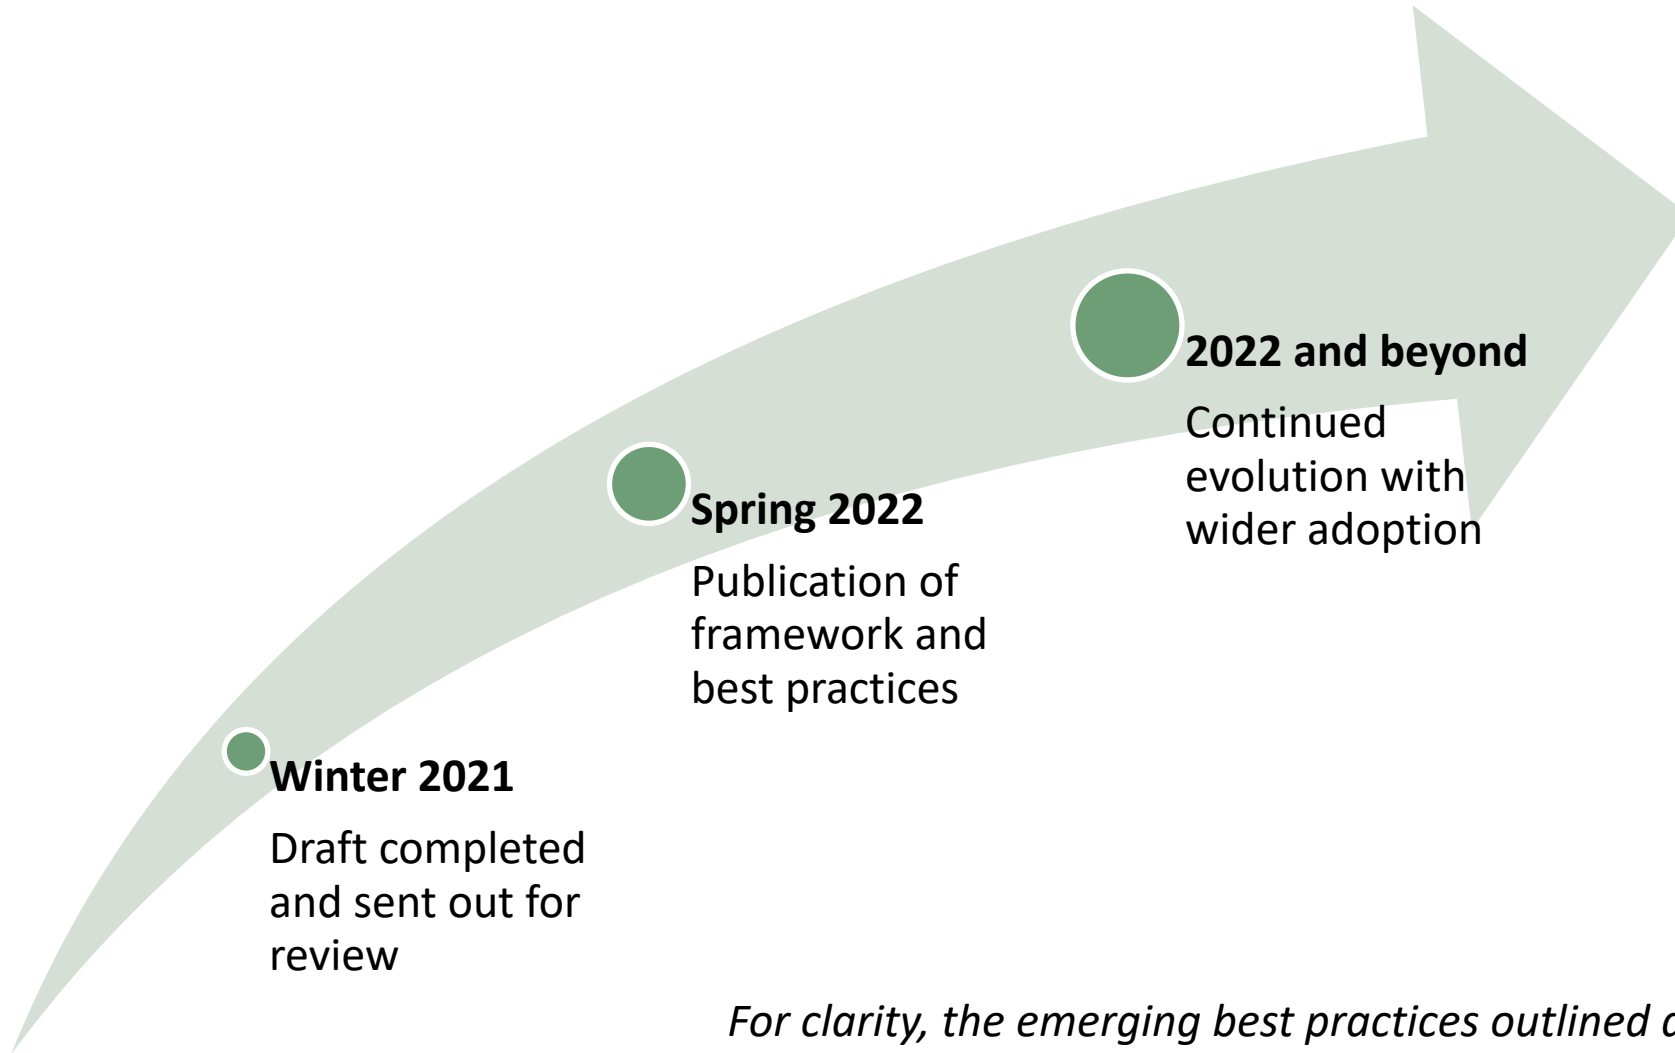 2022 and beyond
Continued
evolution with
wider adoption
Spring 2022
Publication of
framework and
best practices
Winter 2021
Draft completed
and sent out for
review
For clarity, the emerging best practices outlined